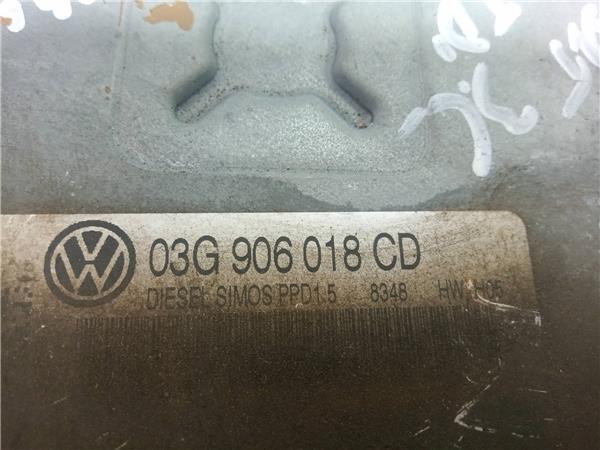 03G 906 018 CD
DIESEL SIMOS PPD1.5 8348 HW: H05